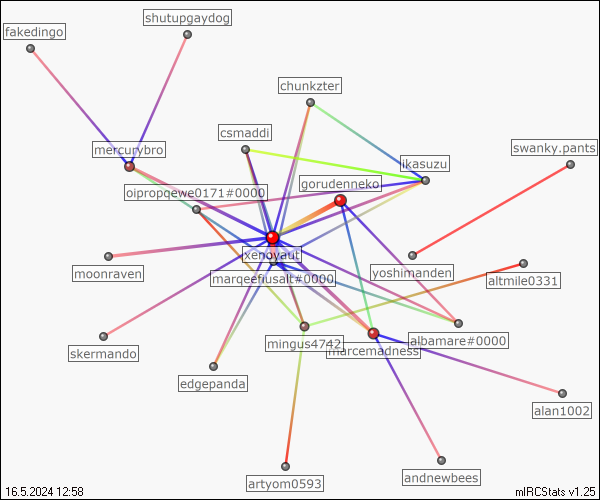 shutupgaydog
fakedingo
chunkzter
csmaddi
swanky.pants
mercurybro
ikasuzu
gorudenneko
oipropqewe0171#0000
xenoyaut
yoshimanden
moonraven
marqeefiusalt#0000
altmile0331
mingus4742
albamare#0000
marcemadness
skermando
edgepanda
alan1002
andnewbees
artyom0593
16.5.2024 12:58
mIRCStats v1.25